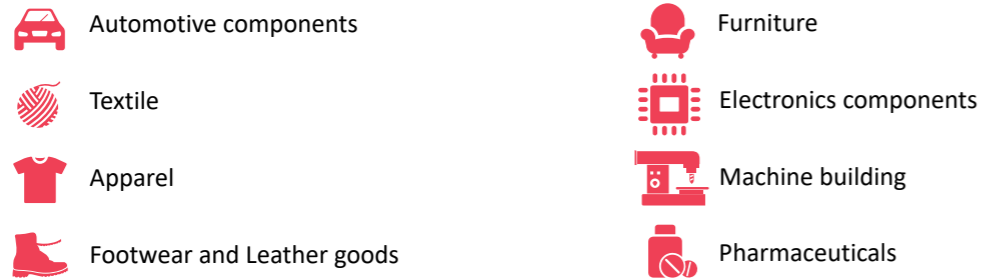 Automotive components
Textile
Apparel
Footwear and Leather goods
Furniture
Electronics components
Machine building
Pharmaceuticals